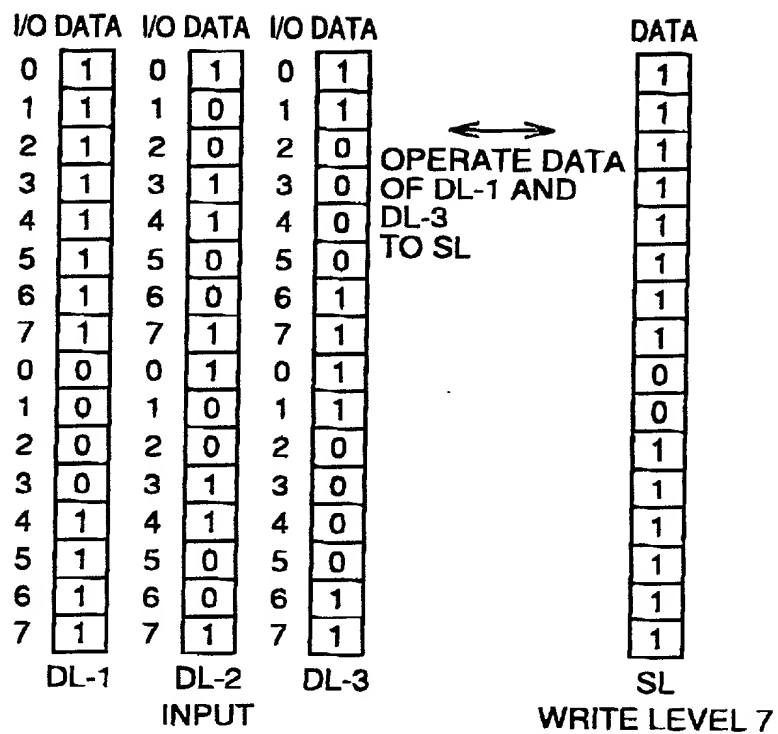 I/O DATA I/O DATA I/O DATA DATA
0 1 0 1 0 1 1
1 1 1 0 1 1 1
2 1 2 0 2 0 1
3 1 3 1 3 0 1
4 1 4 1 4 0 1
5 1 5 0 5 0 1
6 1 6 0 6 1 1
7 1 7 1 7 1 1
0 0 0 1 0 1 0
1 0 1 0 1 1 0
2 0 2 0 2 0 1
3 0 3 1 3 0 1
4 1 4 1 4 0 1
5 1 5 0 5 0 1
6 1 6 0 6 1 1
7 1 7 1 7 1 1
OPERATE DATA
OF DL-1 AND
DL-3
TO SL
DL-1 DL-2 DL-3 SL
INPUT WRITE LEVEL 7